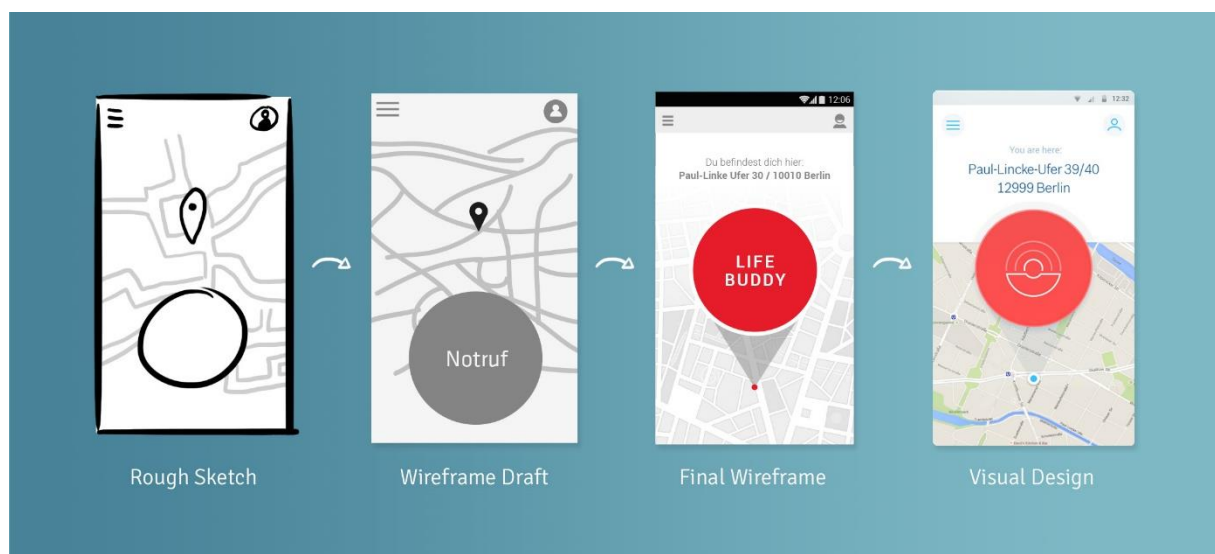 Notruf
12:06
Du befindest dich hier:
Paul-Linke Ufer 30 / 10010 Berlin
LIFE
BUDDY
12:32
You are here:
Paul-Lincke-Ufer 39/40
12999 Berlin
Rough Sketch
Wireframe Draft
Final Wireframe
Visual Design